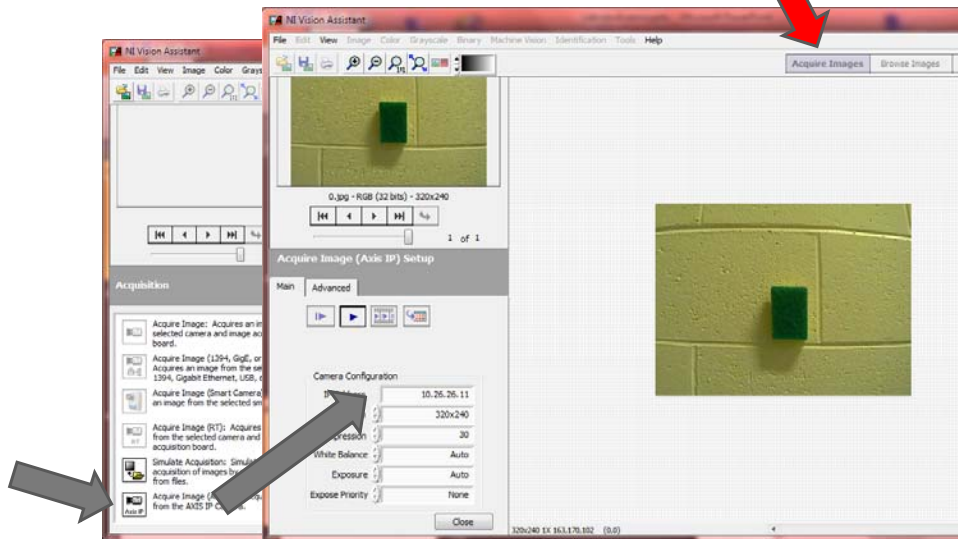 NI Vision Assistant
File Edit View Image Color Grays
Acquisition
Acquire Image: Acquires an im
selected camera and image ac
board.
Acquire Image (1394, GigE, or
Acquires an image from the se
1394, Gigabit Ethernet, USB,
Acquire Image (Smart Camera)
an image from the selected sm
Acquire Image (RT): Acquires
from the selected camera and
acquisition board.
Simulate Acquisition:
acquisition of images by
from files.
Acquire Image
from the AXIS IP
Axis IP
NI Vision Assistant
File Edit View Image Color Grayscale Binary Machine Vision Identification Tools Help
Acquire Images Browse Images
0.jpg - RGB (32 bits) - 320x240
1 of 1
Acquire Image (Axis IP) Setup
Main Advanced
Camera Configuration
10.26.26.11
320x240
30
White Balance Auto
Exposure Auto
Expose Priority None
Close
320x240 1X 163,170,102 (0,0)